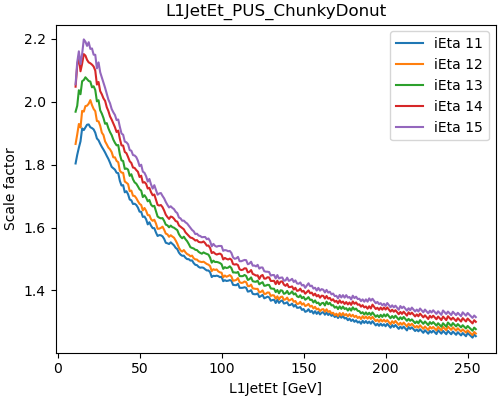 L1JetEt_PUS_ChunkyDonut
iEta 11
iEta 12
iEta 13
iEta 14
iEta 15
Scale factor
2.2
2.0
1.8
1.6
1.4
0
50
100
150
200
250
L1JetEt [GeV]